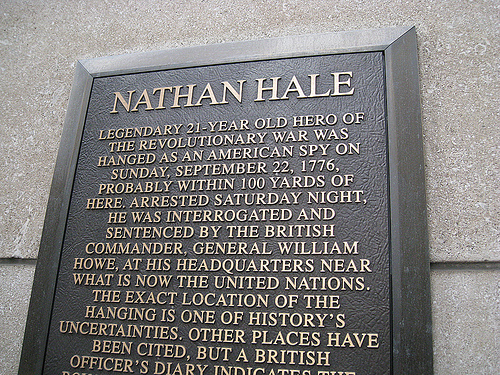 NATHAN HALE
LEGENDARY 21-YEAR OLD HERO OF
THE REVOLUTIONARY WAR WAS
HANGED AS AN AMERICAN SPY ON
SUNDAY, SEPTEMBER 22, 1776,
PROBABLY WITHIN 100 YARDS OF
HERE. ARRESTED SATURDAY NIGHT,
HE WAS INTERROGATED AND
SENTENCED BY THE BRITISH
COMMANDER, GENERAL WILLIAM
HOWE, AT HIS HEADQUARTERS NEAR
WHAT IS NOW THE UNITED NATIONS.
THE EXACT LOCATION OF THE
HANGING IS ONE OF HISTORY'S
UNCERTAINTIES. OTHER PLACES HAVE
BEEN CITED, BUT A BRITISH
OFFICER'S DIARY INDICATES THE